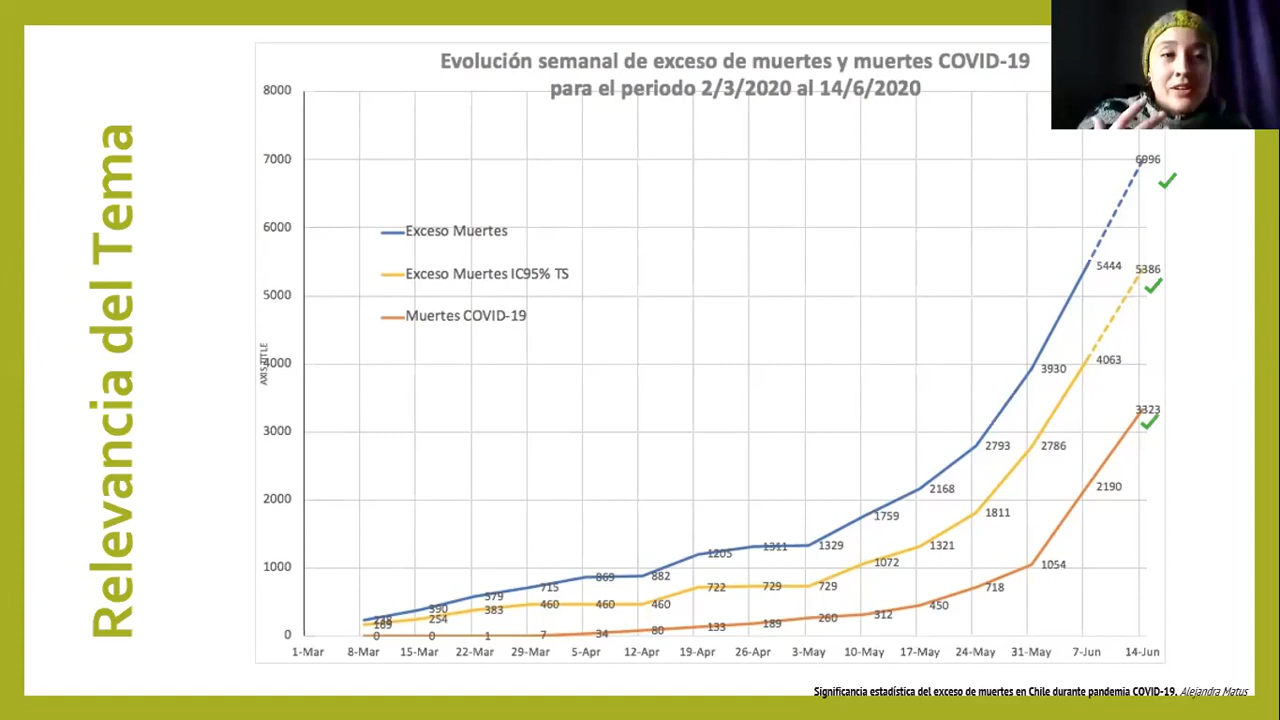 Relevancia del Tema
Evolución semanal de exceso de muertes y muertes COVID-19
para el periodo 2/3/2020 al 14/6/2020
8000
7000
6000
5000
4000
3000
2000
1000
0
AXIS TITLE
Exceso Muertes
Exceso Muertes IC95% TS
Muertes COVID-19
390 579 715 869 882 1205 1311 1329 1759 2168 2793 3930 5444 6996
169 254 383 460 460 460 722 729 729 1072 1321 1811 2786 4063 5386
0 0 1 7 34 80 133 189 260 312 450 718 1054 2190 3323
1-Mar 8-Mar 15-Mar 22-Mar 29-Mar 5-Apr 12-Apr 19-Apr 26-Apr 3-May 10-May 17-May 24-May 31-May 7-Jun 14-Jun
Significancia estadística del exceso de muertes en Chile durante pandemia COVID-19. Alejandra Matus